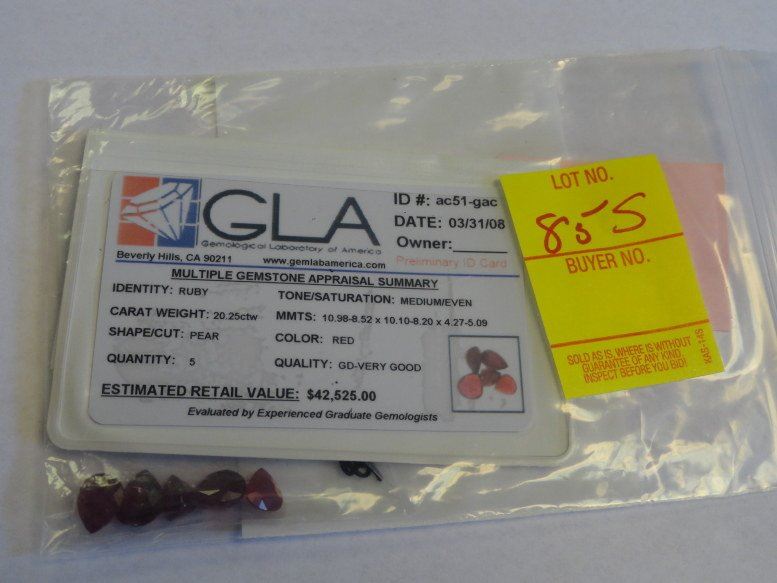 GLA
Gemological Laboratory of America
Beverly Hills, CA 90211 www.gemlabamerica.com
ID #: ac51-gac
DATE: 03/31/08
Owner:
Preliminary ID Card
MULTIPLE GEMSTONE APPRAISAL SUMMARY
IDENTITY: RUBY TONE/SATURATION: MEDIUM/EVEN
CARAT WEIGHT: 20.25ctw MMTS: 10.98-8.52 x 10.10-8.20 x 4.27-5.09
SHAPE/CUT: PEAR COLOR: RED
QUANTITY: 5 QUALITY: GD-VERY GOOD
ESTIMATED RETAIL VALUE: $42,525.00
Evaluated by Experienced Graduate Gemologists
LOT NO.
85S
BUYER NO.
SOLD AS IS, WHERE IS WITHOUT
GUARANTEE OF ANY KIND.
(INSPECT BEFORE YOU BID)
KAS-14S